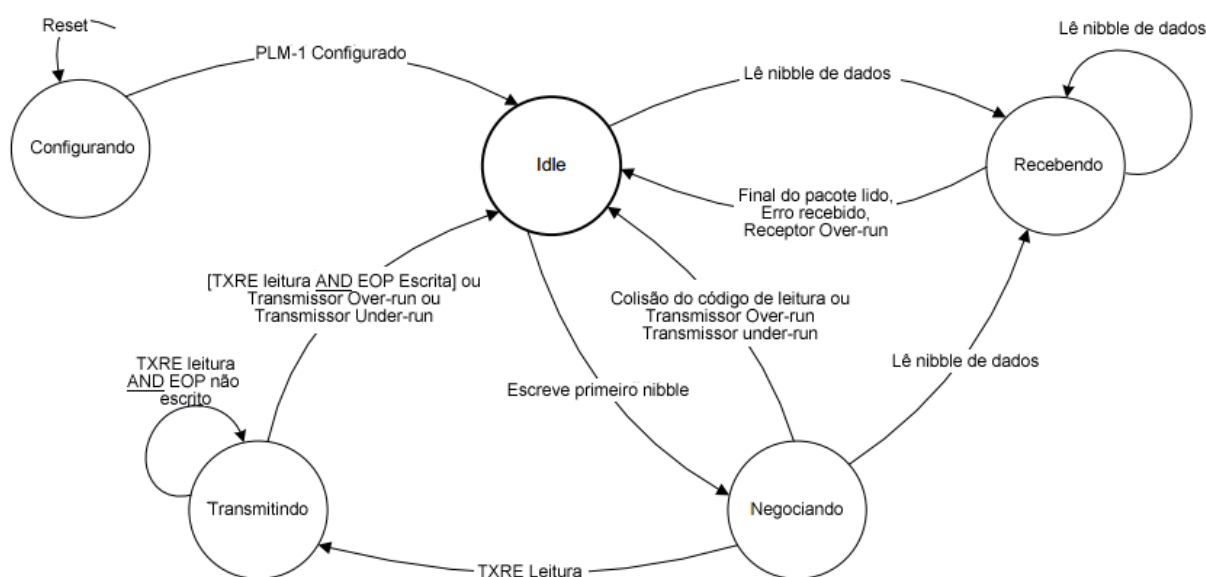 Reset
PLM-1 Configurado
Lê nibble de dados
Lê nibble de dados
Configurando
Idle
Recebendo
Final do pacote lido,
Erro recebido,
Receptor Over-run
[TXRE leitura AND EOP Escrita] ou
Transmissor Over-run ou
Transmissor Under-run
Colisão do código de leitura ou
Transmissor Over-run
Transmissor under-run
TXRE leitura
AND EOP não
escrito
Escreve primeiro nibble
Lê nibble de dados
Transmitindo
Negociando
TXRE Leitura